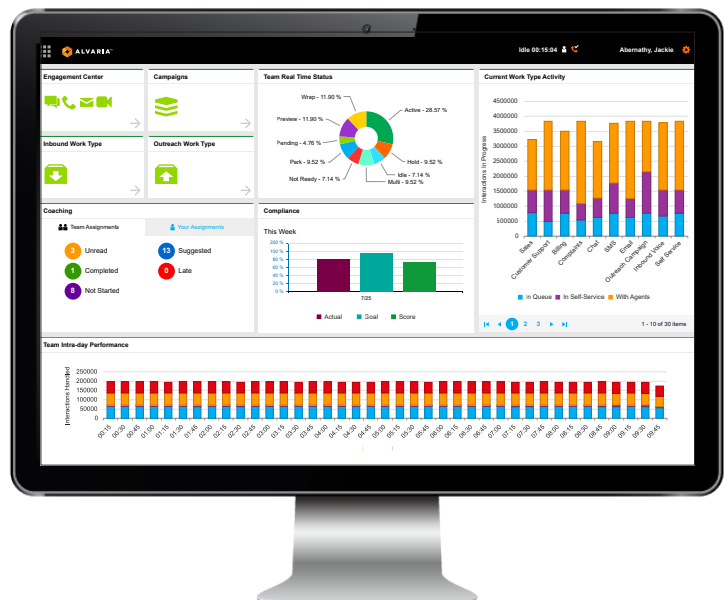 ALVARIA
Idle 00:15:04
Abernathy, Jackie
Engagement Center
Campaigns
Inbound Work Type
Outreach Work Type
Team Real Time Status
Wrap - 11.90 %
Active - 28.57 %
Preview - 11.90 %
Pending - 4.76 %
Park - 9.52 %
Hold - 9.52 %
Idle - 7.14 %
Not Ready - 7.14 %
Multi - 9.52 %
Current Work Type Activity
Interactions In Progress
4500000
4000000
3500000
3000000
2500000
2000000
1500000
1000000
500000
0
Sales
Customer Support
Billing
Complaints
Chat
SMS
Email
Outreach Campaign
Inbound Voice
Self Service
in Queue In Self-Service With Agents
1 2 3
1 - 10 of 30 items
Coaching
Team Assignments
Your Assignments
3 Unread
13 Suggested
1 Completed
0 Late
8 Not Started
Compliance
This Week
200 %
80 %
60 %
40 %
20 %
0 %
7/25
Actual Goal Score
Team Intra-day Performance
Interactions Handled
250000
200000
150000
100000
50000
0
00:15
00:30
00:45
01:00
01:15
01:30
01:45
02:00
02:15
02:30
02:45
03:00
03:15
03:30
03:45
04:00
04:15
04:30
04:45
05:00
05:15
05:30
05:45
06:00
06:15
06:30
06:45
07:00
07:15
07:30
07:45
08:00
08:15
08:30
08:45
09:00
09:15
09:30
09:45